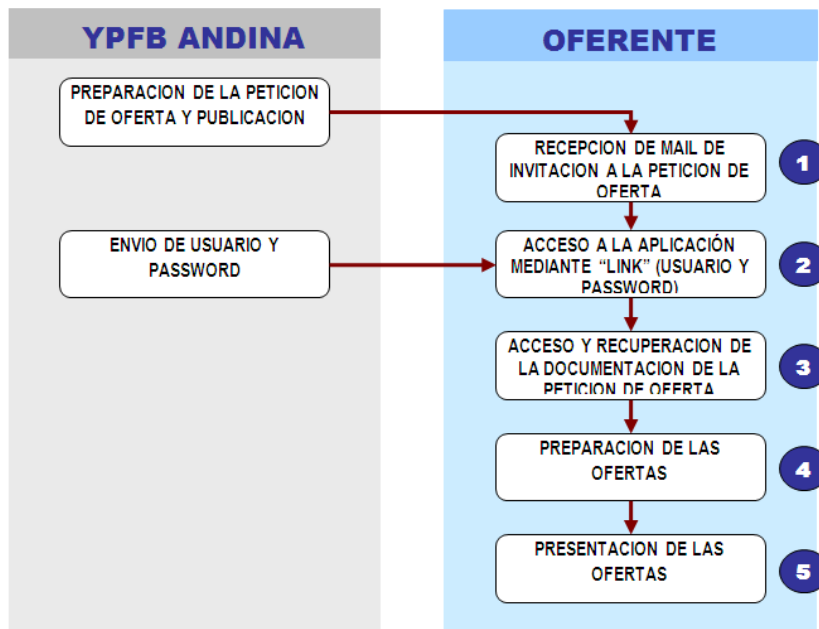 YPFB ANDINA
OFERENTE
PREPARACION DE LA PETICION
DE OFERTA Y PUBLICACION
RECEPCION DE MAIL DE
INVITACION A LA PETICION DE
OFERTA
1
ENVIO DE USUARIO Y
PASSWORD
ACCESO A LA APLICACIÓN
MEDIANTE “LINK” (USUARIO Y
PASSWORD)
2
ACCESO Y RECUPERACION DE
LA DOCUMENTACION DE LA
PETICION DE OFERTA
3
PREPARACION DE LAS
OFERTAS
4
PRESENTACION DE LAS
OFERTAS
5